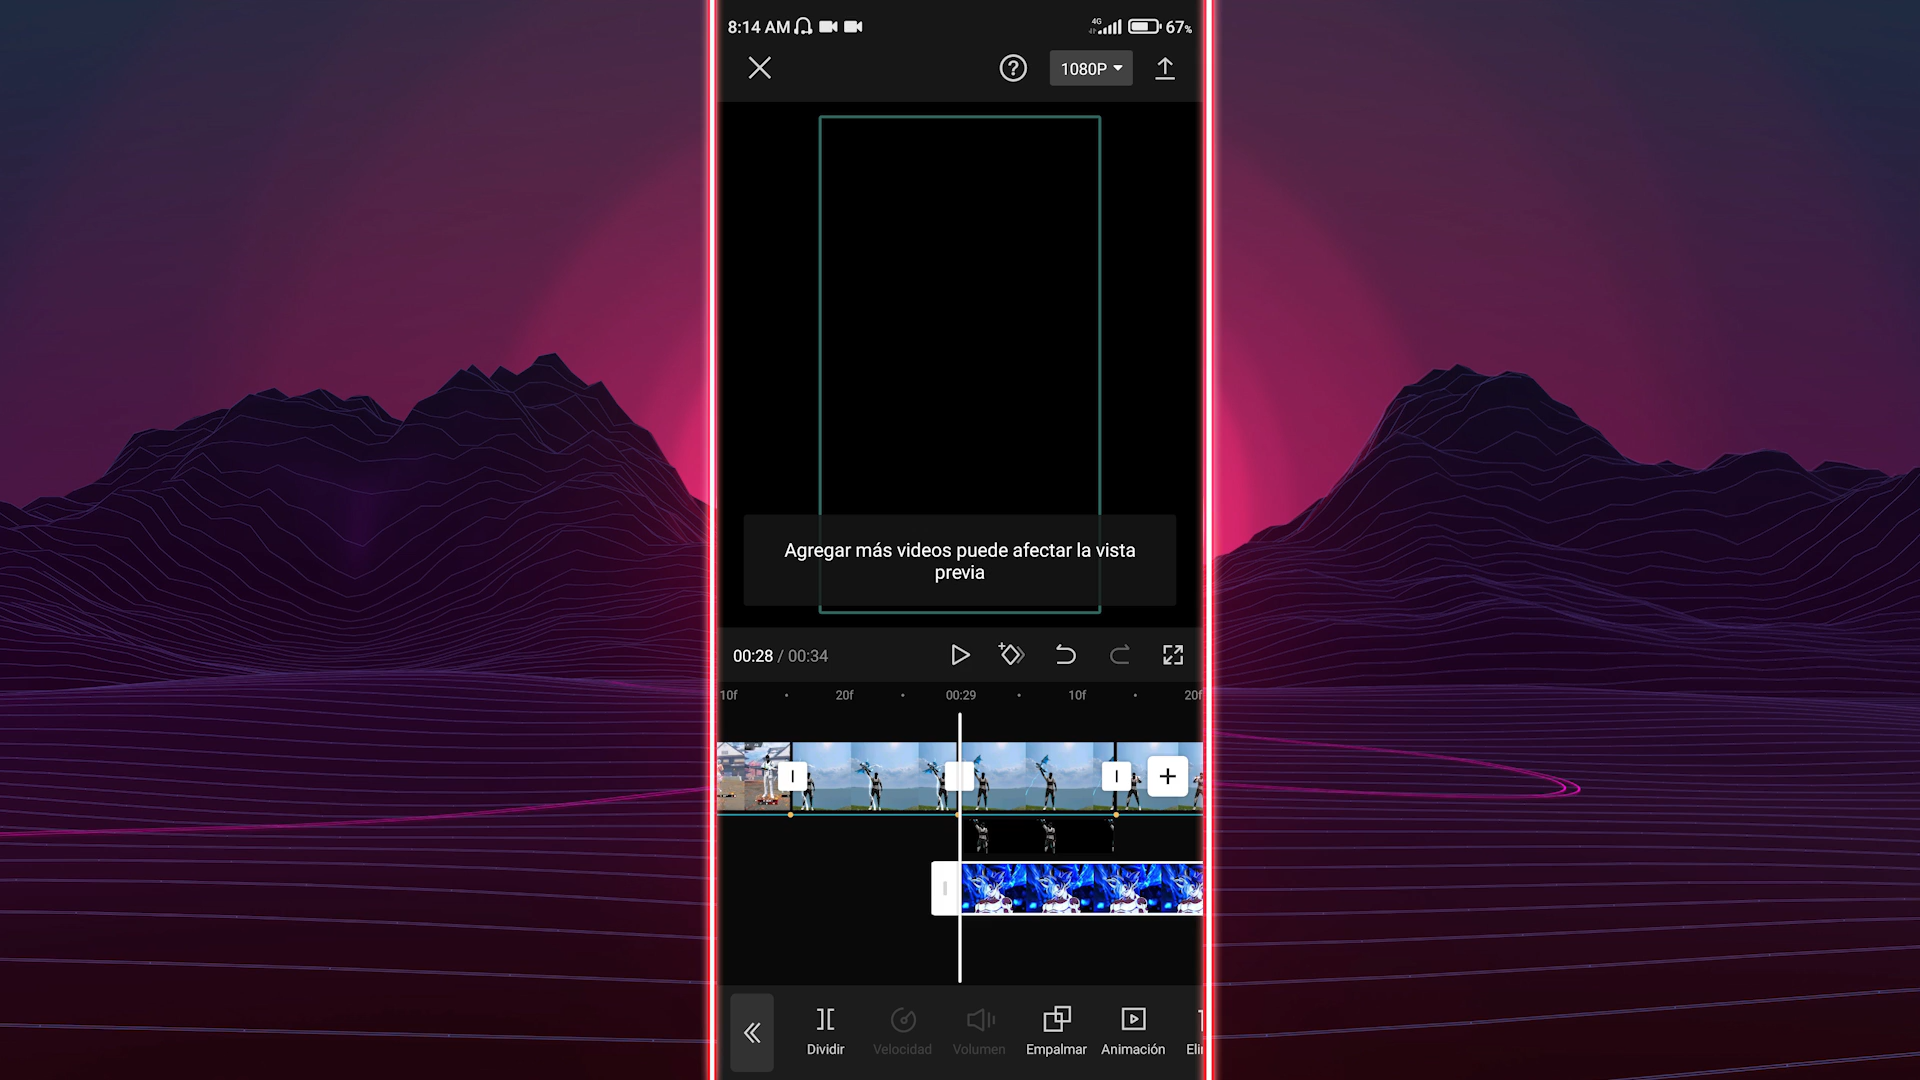 8:14 AM 4G 67%
1080P
Agregar más videos puede afectar la vista
previa
00:28 / 00:34
10f 20f 00:29 10f 20f
Dividir Velocidad Volumen Empalmar Animación Eli